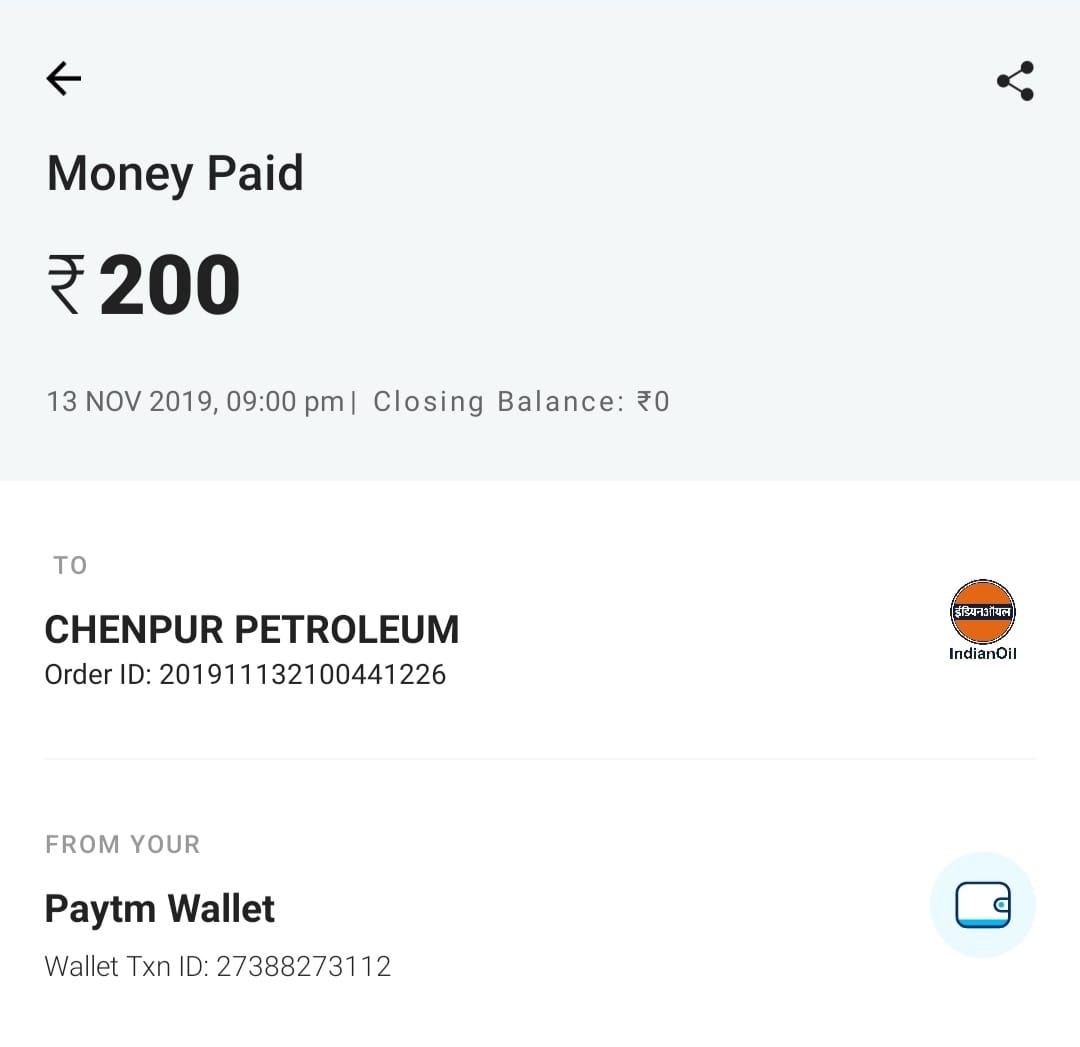 Money Paid
₹200
13 NOV 2019, 09:00 pm| Closing Balance: ₹0
TO
CHENPUR PETROLEUM
Order ID: 201911132100441226
इंडियनऑयल
IndianOil
FROM YOUR
Paytm Wallet
Wallet Txn ID: 27388273112